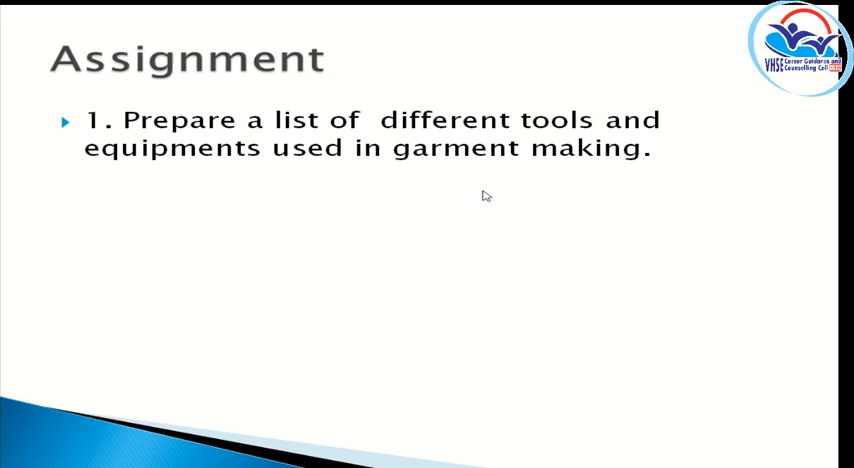 Assignment
1. Prepare a list of different tools and
equipments used in garment making.
VHSE Career Guidance and
Counselling Cell